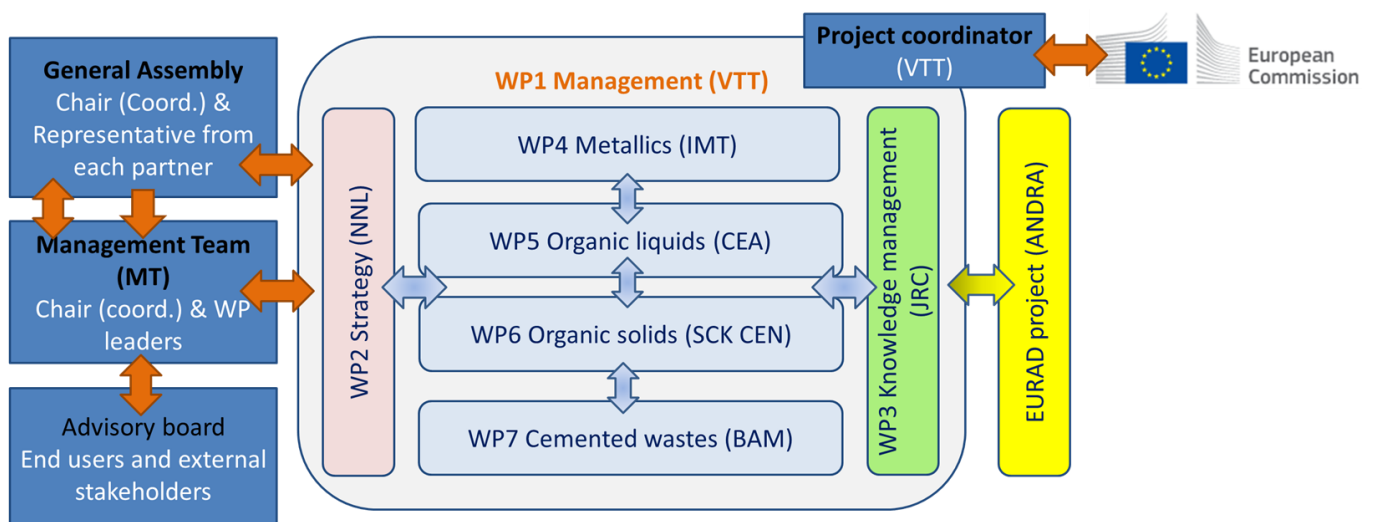 General Assembly
Chair (Coord.) &
Representative from
each partner
Management Team
(MT)
Chair (coord.) & WP
leaders
Advisory board
End users and external
stakeholders
WP1 Management (VTT)
WP2 Strategy (NNL)
WP4 Metallics (IMT)
WP5 Organic liquids (CEA)
WP6 Organic solids (SCK CEN)
WP7 Cemented wastes (BAM)
WP3 Knowledge management
(JRC)
Project coordinator
(VTT)
European
Commission
EURAD project (ANDRA)